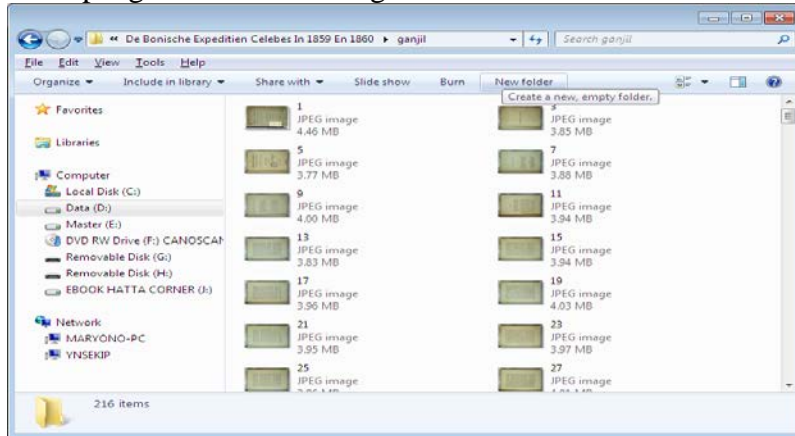 De Bonische Expeditien Celebes In 1859 En 1860 ▸ ganjil
Search ganjil
File Edit View Tools Help
Organize Include in library Share with Slide show Burn New folder
Create a new, empty folder.
Favorites
Libraries
Computer
Local Disk (C:)
Data (D:)
Master (E:)
DVD RW Drive (F:) CANOSCAN
Removable Disk (G:)
Removable Disk (H:)
EBOOK HATTA CORNER (J:)
Network
MARYONO-PC
YNSEKIP
1
JPEG image
4.46 MB
3
JPEG image
3.85 MB
5
JPEG image
3.77 MB
7
JPEG image
3.88 MB
9
JPEG image
4.00 MB
11
JPEG image
3.94 MB
13
JPEG image
3.83 MB
15
JPEG image
3.94 MB
17
JPEG image
3.96 MB
19
JPEG image
4.03 MB
21
JPEG image
3.95 MB
23
JPEG image
3.97 MB
25
JPEG image
27
JPEG image
216 items